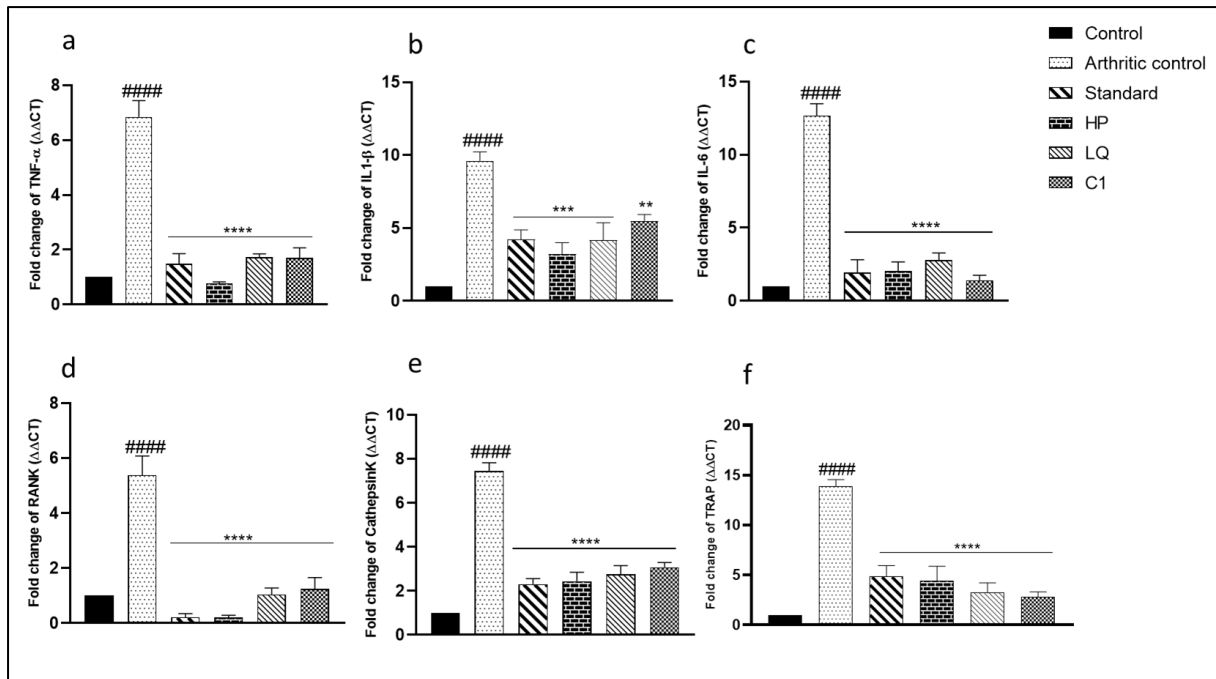 a
Fold change of TNF-α (ΔΔCT)
8
6
4
2
0
####
****
b
Fold change of IL1-β (ΔΔCT)
15
10
5
0
####
***
**
c
Fold change of IL-6 (ΔΔCT)
15
10
5
0
####
****
Control
Arthritic control
Standard
HP
LQ
C1
d
Fold change of RANK (ΔΔCT)
8
6
4
2
0
####
****
e
Fold change of CathepsinK (ΔΔCT)
10
8
6
4
2
0
####
****
f
Fold change of TRAP (ΔΔCT)
20
15
10
5
0
####
****